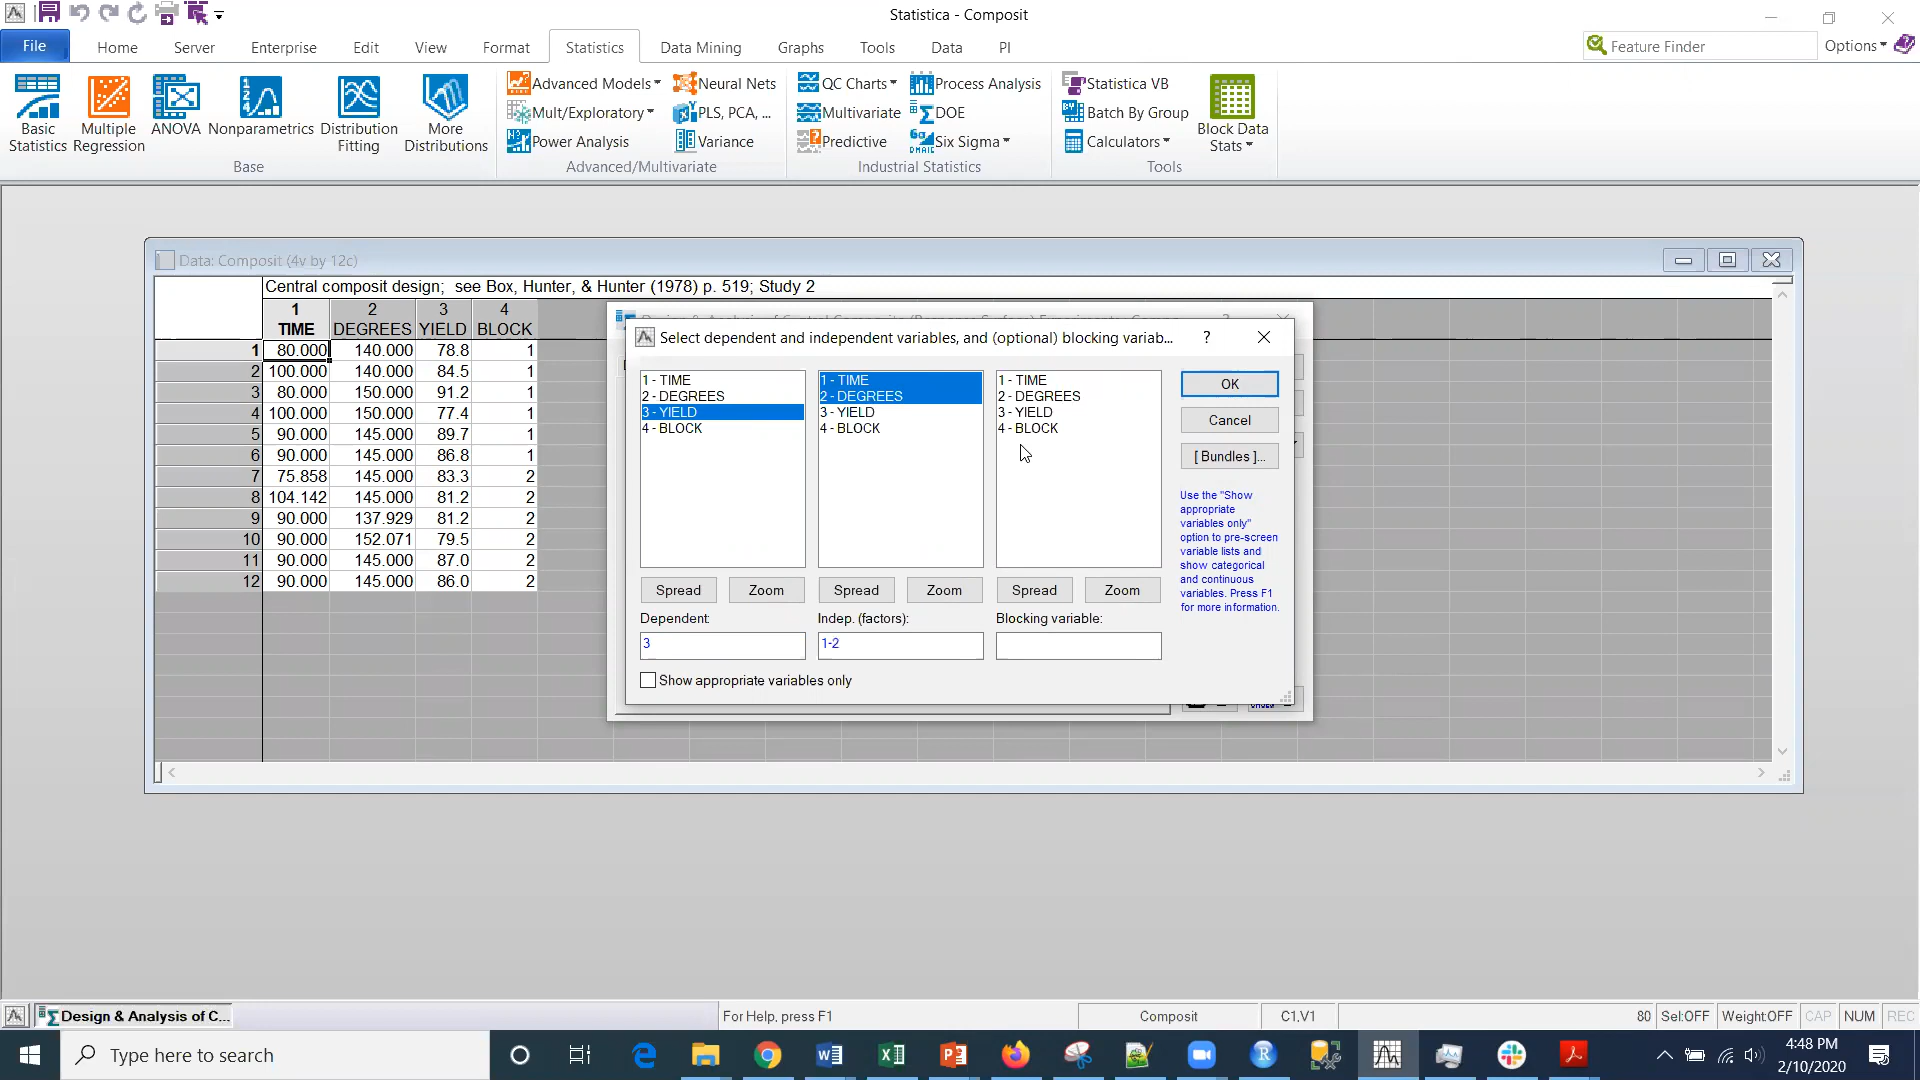 Statistica - Composit
File Home Server Enterprise Edit View Format Statistics Data Mining Graphs Tools Data PI
Feature Finder
Options
Basic Statistics
Multiple Regression
ANOVA
Nonparametrics
Distribution Fitting
More Distributions
Base
Advanced Models
Neural Nets
Mult/Exploratory
PLS, PCA, ...
Power Analysis
Variance
Advanced/Multivariate
QC Charts
Process Analysis
Multivariate
DOE
Predictive
Six Sigma
Industrial Statistics
Statistica VB
Batch By Group
Calculators
Block Data Stats
Tools
Data: Composit (4v by 12c)
Central composit design; see Box, Hunter, & Hunter (1978) p. 519; Study 2
1 2 3 4
TIME DEGREES YIELD BLOCK
1 80.000 140.000 78.8 1
2 100.000 140.000 84.5 1
3 80.000 150.000 91.2 1
4 100.000 150.000 77.4 1
5 90.000 145.000 89.7 1
6 90.000 145.000 86.8 1
7 75.858 145.000 83.3 2
8 104.142 145.000 81.2 2
9 90.000 137.929 81.2 2
10 90.000 152.071 79.5 2
11 90.000 145.000 87.0 2
12 90.000 145.000 86.0 2
Select dependent and independent variables, and (optional) blocking variab...
?
1 - TIME
2 - DEGREES
3 - YIELD
4 - BLOCK
1 - TIME
2 - DEGREES
3 - YIELD
4 - BLOCK
1 - TIME
2 - DEGREES
3 - YIELD
4 - BLOCK
OK
Cancel
[ Bundles ]...
Use the "Show
appropriate
variables only"
option to pre-screen
variable lists and
show categorical
and continuous
variables. Press F1
for more information.
Spread Zoom Spread Zoom Spread Zoom
Dependent: Indep. (factors): Blocking variable:
3 1-2
Show appropriate variables only
Design & Analysis of C...
For Help, press F1
Composit
C1,V1
80 Sel:OFF Weight:OFF CAP NUM REC
Type here to search
4:48 PM
2/10/2020